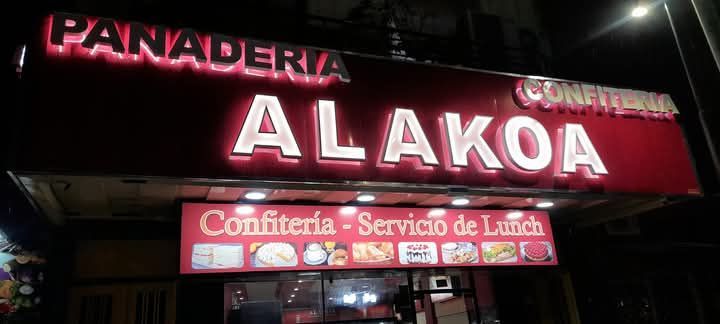 PANADERIA
CONFITERIA
ALAKOA
Confitería - Servicio de Lunch